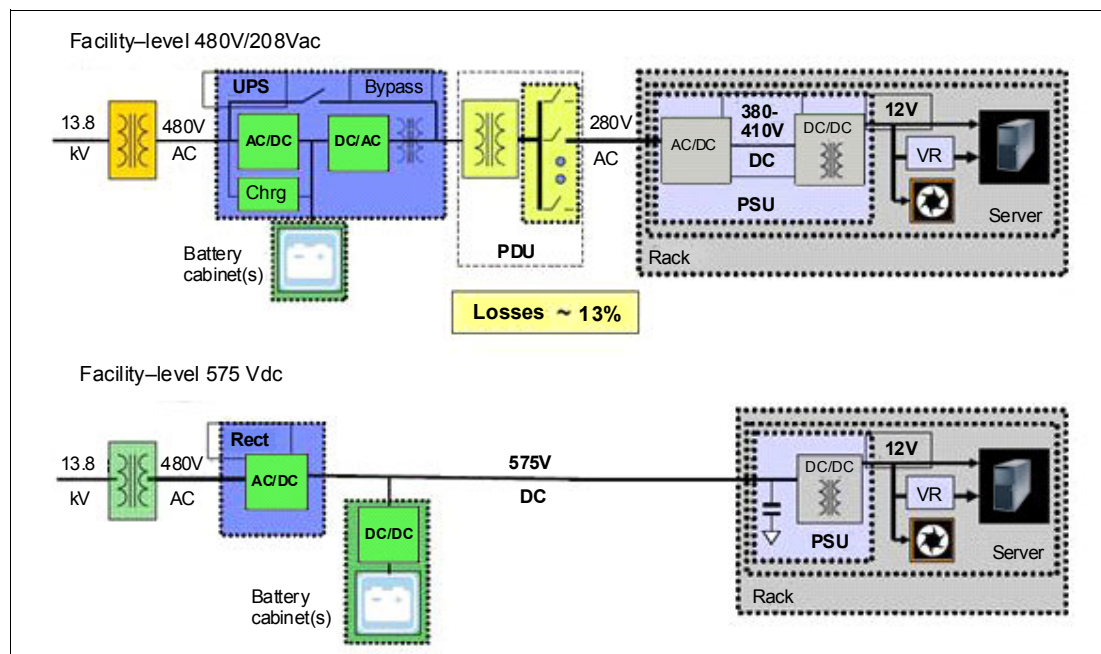 Facility–level 480V/208Vac
UPS
Bypass
13.8
kV
480V
AC
AC/DC
DC/AC
Chrg
Battery
cabinet(s)
PDU
280V
AC
AC/DC
380-
410V
DC
DC/DC
PSU
12V
VR
Server
Rack
Losses ~ 13%
Facility–level 575 Vdc
13.8
kV
480V
AC
Rect
AC/DC
575V
DC
DC/DC
Battery
cabinet(s)
DC/DC
PSU
12V
VR
Server
Rack